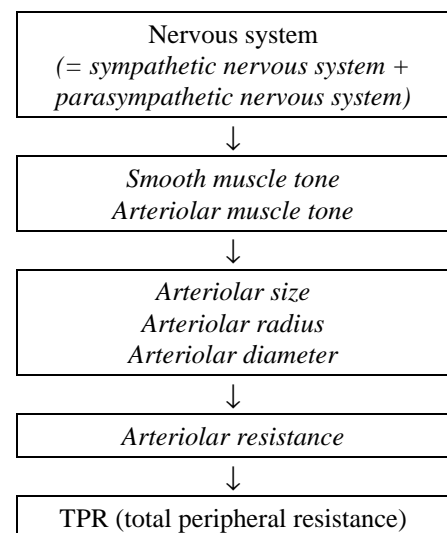 Nervous system
(= sympathetic nervous system +
parasympathetic nervous system)
↓
Smooth muscle tone
Arteriolar muscle tone
↓
Arteriolar size
Arteriolar radius
Arteriolar diameter
↓
Arteriolar resistance
↓
TPR (total peripheral resistance)